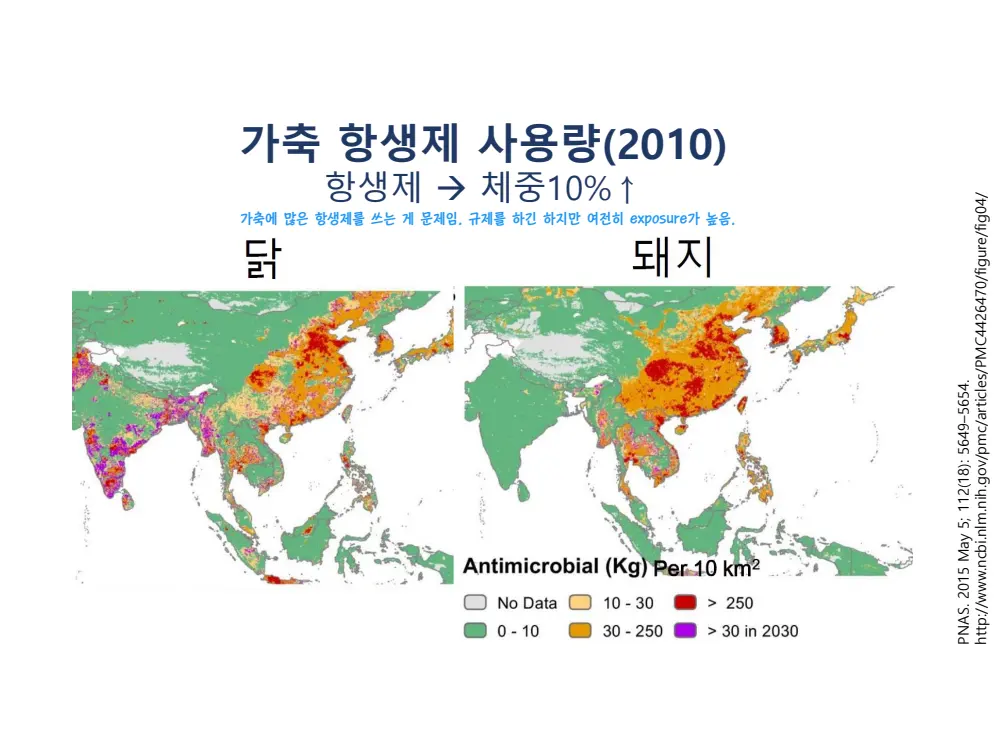 가축 항생제 사용량(2010)
항생제 → 체중10%↑
가축에 많은 항생제를 쓰는 게 문제임. 규제를 하긴 하지만 여전히 exposure가 높음.
닭
돼지
Antimicrobial (Kg) Per 10 km²
No Data
10 - 30
> 250
0 - 10
30 - 250
> 30 in 2030
PNAS. 2015 May 5; 112(18): 5649–5654.
http://www.ncbi.nlm.nih.gov/pmc/articles/PMC4426470/figure/fig04/